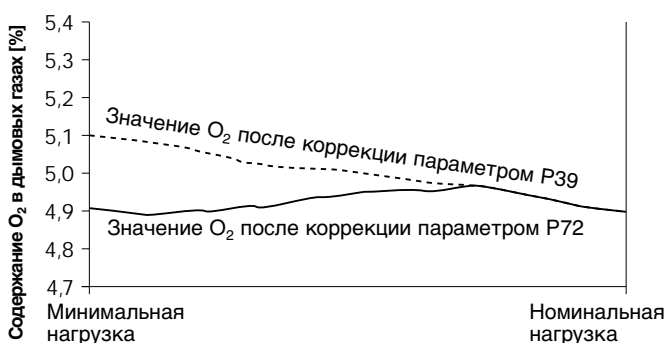 Содержание O₂ в дымовых газах [%]
5,4
5,3
5,2
5,1
5,0
4,9
4,8
4,7
Значение O₂ после коррекции параметром P39
Значение O₂ после коррекции параметром P72
Минимальная
нагрузка
Номинальная
нагрузка